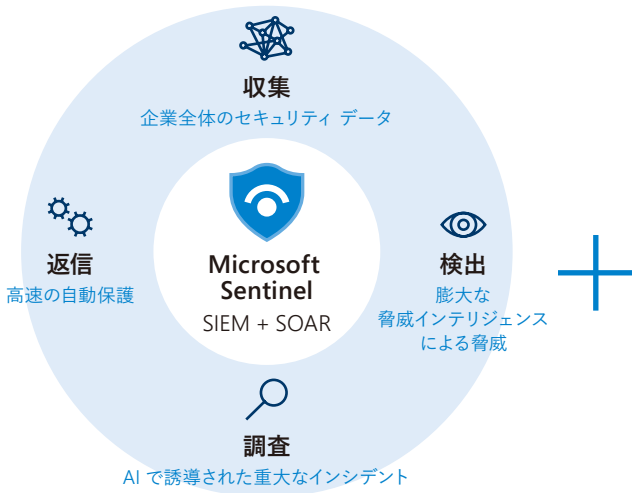 収集
企業全体のセキュリティ データ
返信
高速の自動保護
Microsoft
Sentinel
SIEM + SOAR
検出
膨大な
脅威インテリジェンス
による脅威
調査
AI で誘導された重大なインシデント